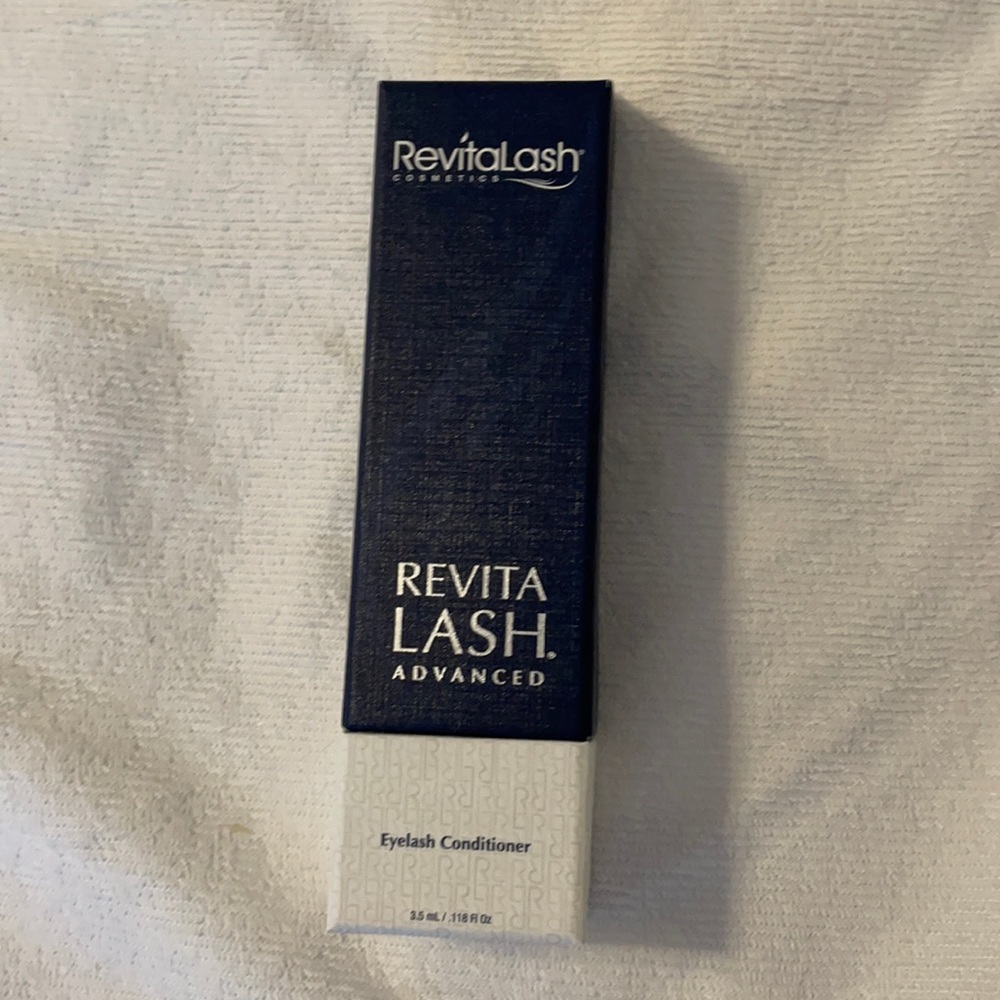 RevitaLash®
COSMETICS
REVITA
LASH®
ADVANCED
Eyelash Conditioner
3.5 mL / .118 Fl Oz